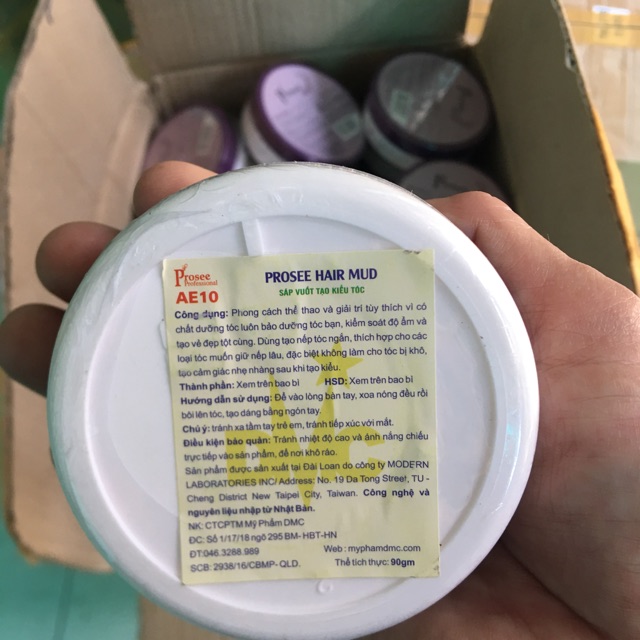 Prosee
Professional
AE10
PROSEE HAIR MUD
SÁP VUỐT TẠO KIỂU TÓC
Công dụng: Phong cách thể thao và giải trí tùy thích vì có
chất dưỡng tóc luôn bảo dưỡng tóc bạn, kiểm soát độ ẩm và
tạo vẻ đẹp tột cùng. Dùng tạo nếp tóc ngắn, thích hợp cho các
loại tóc muốn giữ nếp lâu, đặc biệt không làm cho tóc bị khô,
tạo cảm giác nhẹ nhàng sau khi tạo kiểu.
Thành phần: Xem trên bao bì HSD: Xem trên bao bì
Hướng dẫn sử dụng: Để vào lòng bàn tay, xoa nóng đều rồi
bôi lên tóc, tạo dáng bằng ngón tay.
Chú ý: tránh xa tầm tay trẻ em, tránh tiếp xúc với mắt.
Điều kiện bảo quản: Tránh nhiệt độ cao và ánh nắng chiếu
trực tiếp vào sản phẩm, để nơi khô ráo.
Sản phẩm được sản xuất tại Đài Loan do công ty MODERN
LABORATORIES INC/ Address: No. 19 Da Tong Street, TU -
Cheng District New Taipei City, Taiwan. Công nghệ và
nguyên liệu nhập từ Nhật Bản.
NK: CTCPTM Mỹ Phẩm DMC
ĐC: Số 1/17/18 ngõ 295 BM- HBT-HN
ĐT:046.3288.989 Web : myphamdmc.com
SCB: 2938/16/CBMP- QLD. Thể tích thực: 90gm